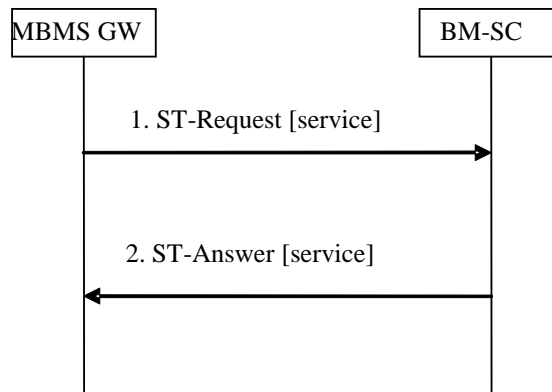 MBMS GW
BM-SC
1. ST-Request [service]
2. ST-Answer [service]